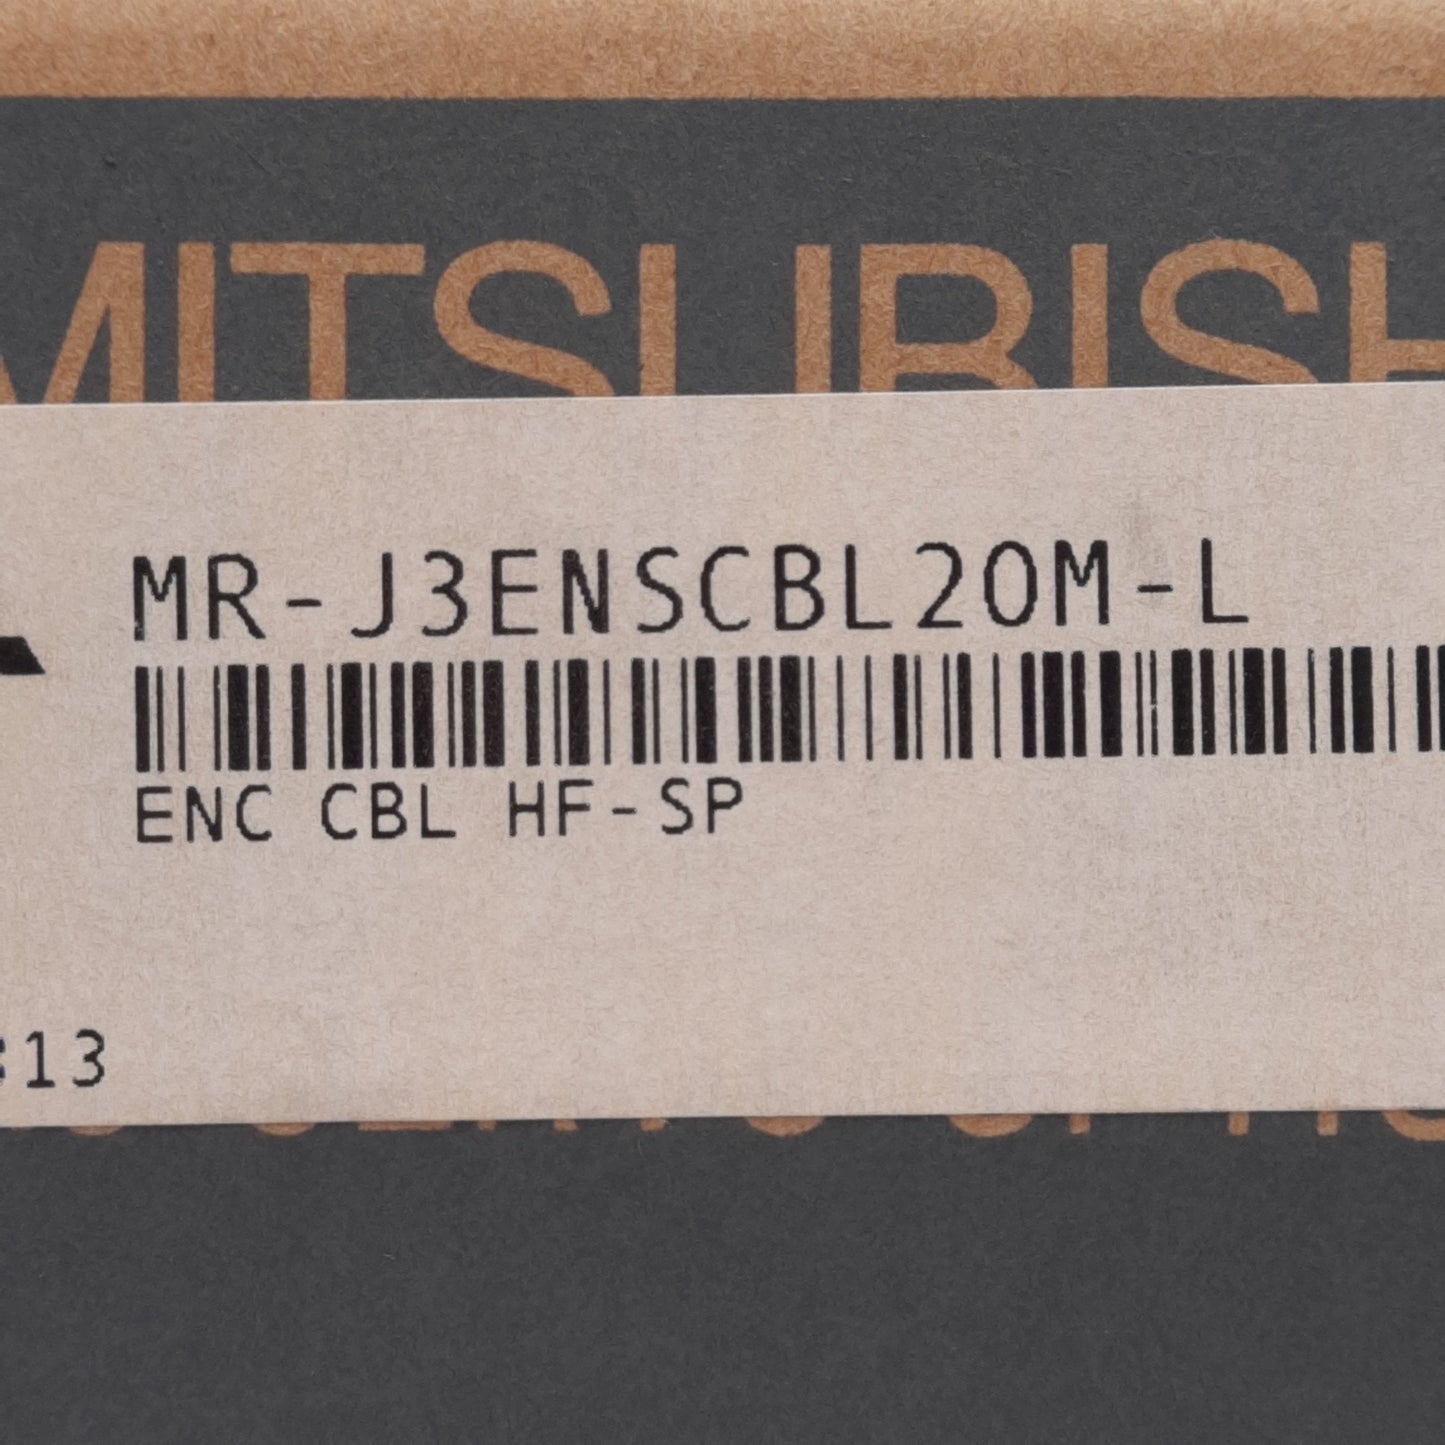 MITSUBISH
MR-J3ENSCBL20M-L
ENC CBL HF-SP
:13